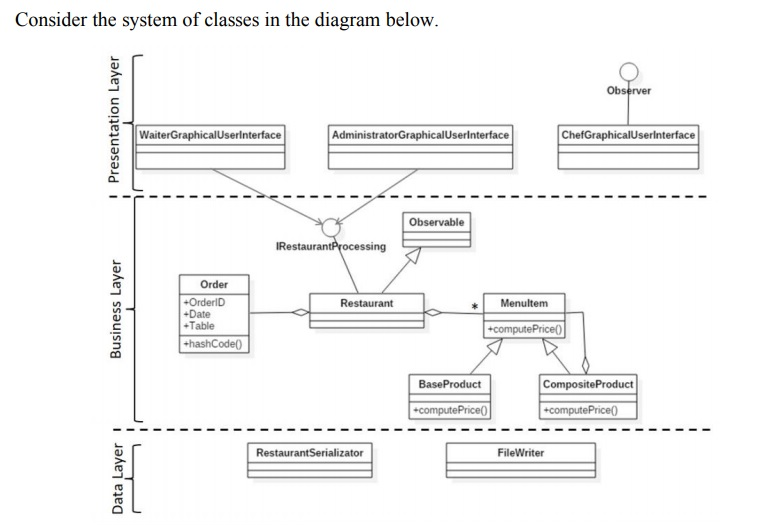 Consider the system of classes in the diagram below.
Presentation Layer
Observer
WaiterGraphicalUserInterface
AdministratorGraphicalUserInterface
ChefGraphicalUserInterface
Business Layer
Observable
IRestaurantProcessing
Order
+OrderID
+Date
+Table
+hashCode()
Restaurant
*
MenuItem
+computePrice()
BaseProduct
+computePrice()
CompositeProduct
+computePrice()
Data Layer
RestaurantSerializator
FileWriter